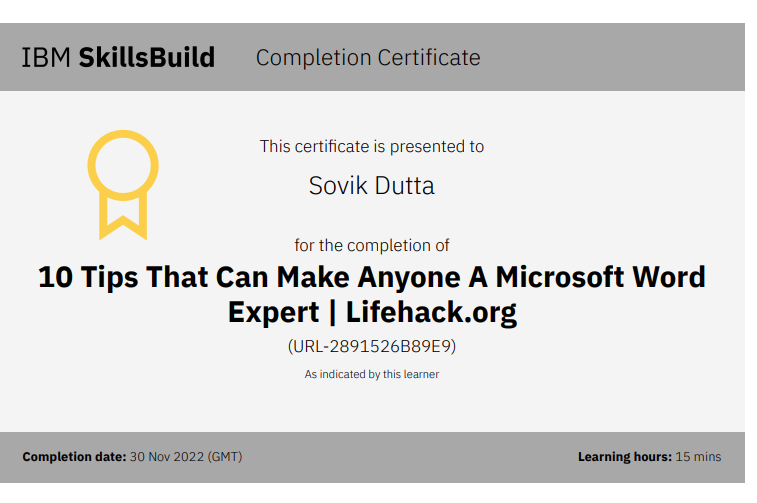 IBM SkillsBuild Completion Certificate
This certificate is presented to
Sovik Dutta
for the completion of
10 Tips That Can Make Anyone A Microsoft Word
Expert | Lifehack.org
(URL-2891526B89E9)
As indicated by this learner
Completion date: 30 Nov 2022 (GMT) Learning hours: 15 mins